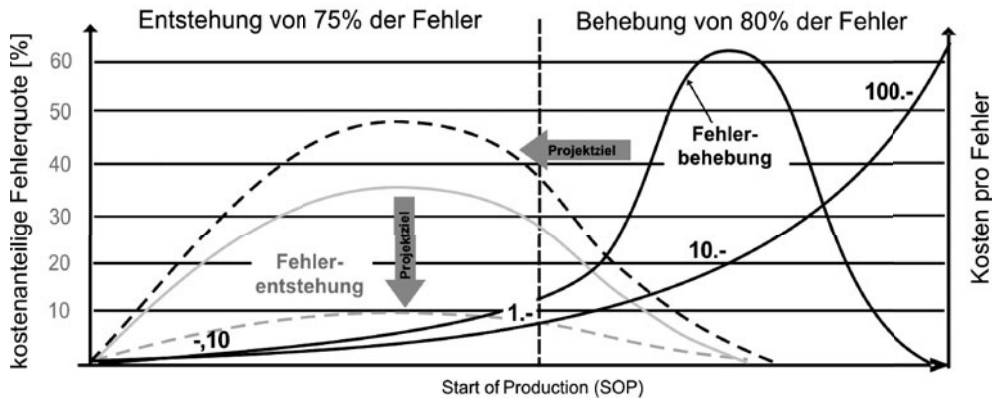 Entstehung von 75% der Fehler
Behebung von 80% der Fehler
kostenanteilige Fehlerquote [%]
60
50
40
30
20
10
100.-
Fehler-
behebung
Projektziel
Projektziel
Fehler-
entstehung
10.-
1.-
-,10
Kosten pro Fehler
Start of Production (SOP)